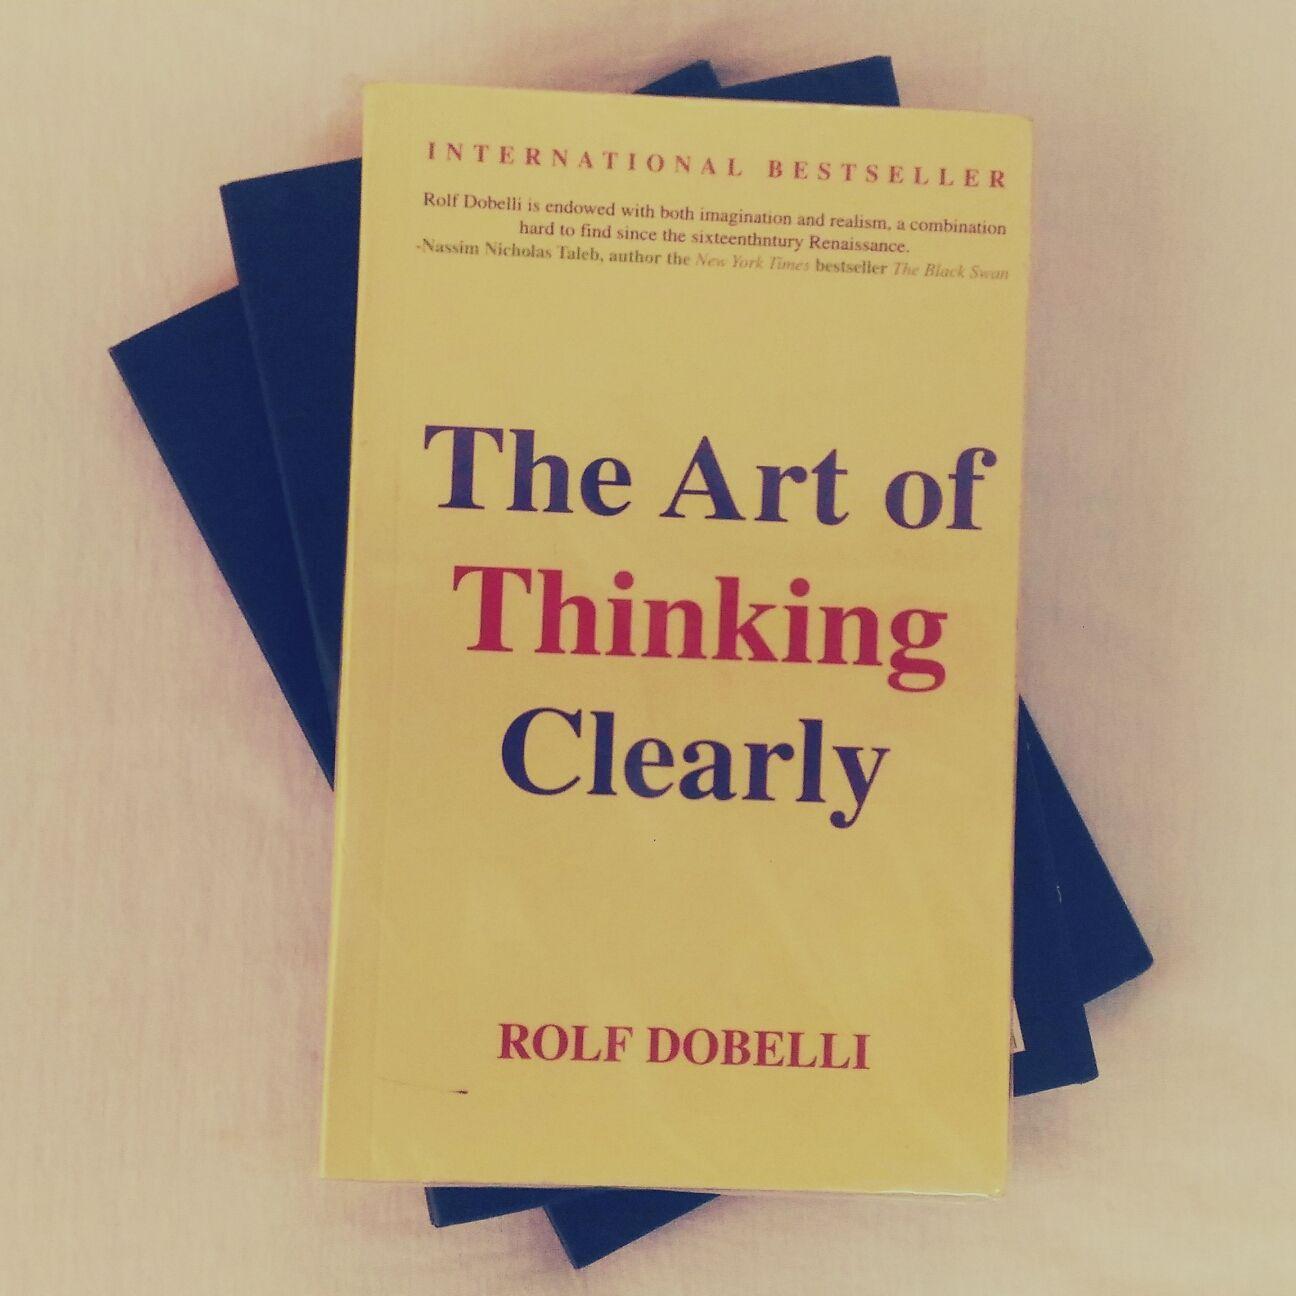 INTERNATIONAL BESTSELLER
Rolf Dobelli is endowed with both imagination and realism, a combination
hard to find since the sixteenthntury Renaissance.
-Nassim Nicholas Taleb, author the New York Times bestseller The Black Swan
The Art of
Thinking
Clearly
ROLF DOBELLI